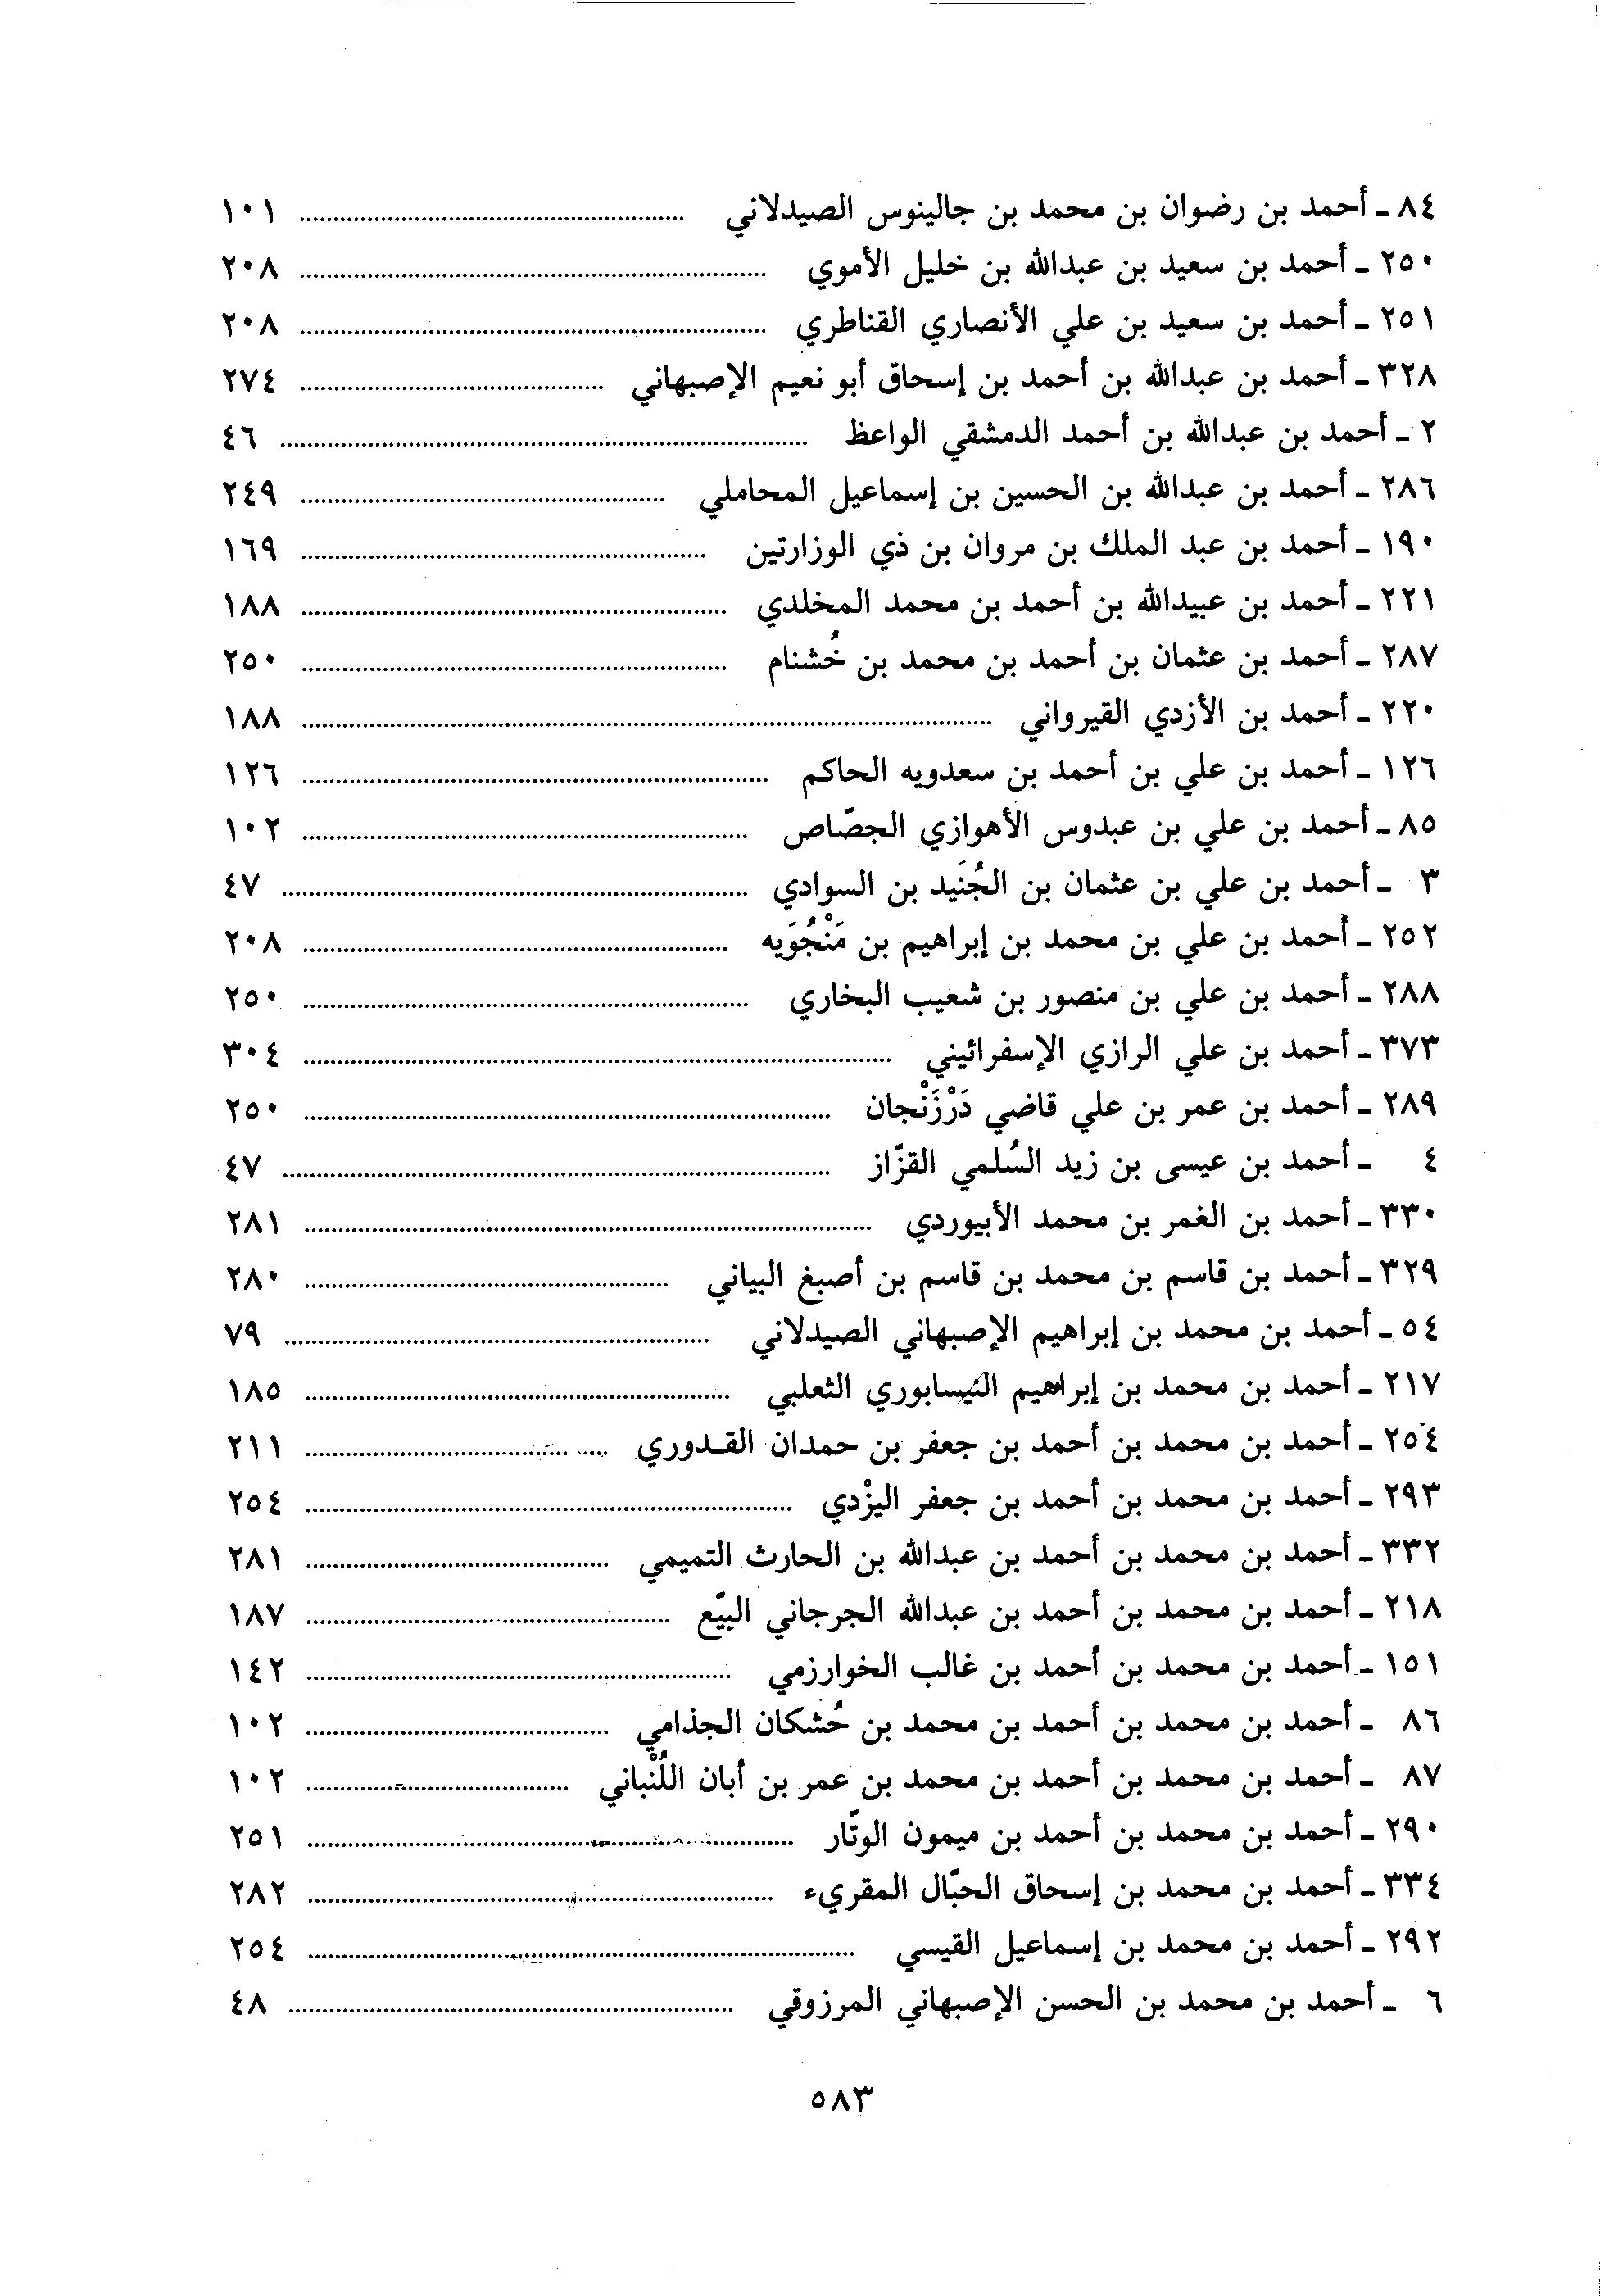 ٨٤ ـ أحمد بن رضوان بن محمد بن جالينوس الصيدلاني ........ ١٠١
٢٥٠ ـ أحمد بن سعيد بن عبدالله بن خليل الأموي ........ ٢٠٨
٢٥١ ـ أحمد بن سعيد بن علي الأنصاري القناطري ........ ٢٠٨
٣٢٨ ـ أحمد بن عبدالله بن أحمد بن إسحاق أبو نعيم الإصبهاني ........ ٢٧٤
٢ ـ أحمد بن عبدالله بن أحمد الدمشقي الواعظ ........ ٤٦
٢٨٦ ـ أحمد بن عبدالله بن الحسين بن إسماعيل المحاملي ........ ٢٤٩
١٩٠ ـ أحمد بن عبد الملك بن مروان بن ذي الوزارتين ........ ١٦٩
٢٢١ ـ أحمد بن عبيدالله بن أحمد بن محمد المخلدي ........ ١٨٨
٢٨٧ ـ أحمد بن عثمان بن أحمد بن محمد بن خُشنام ........ ٢٥٠
٢٢٠ ـ أحمد بن الأزدي القيرواني ........ ١٨٨
١٢٦ ـ أحمد بن علي بن أحمد بن سعدويه الحاكم ........ ١٢٦
٨٥ ـ أحمد بن علي بن عبدوس الأهوازي الجصّاص ........ ١٠٢
٣ ـ أحمد بن علي بن عثمان بن الجُنَيد بن السوادي ........ ٤٧
٢٥٢ ـ أحمد بن علي بن محمد بن إبراهيم بن مَنْجُوَيه ........ ٢٠٨
٢٨٨ ـ أحمد بن علي بن منصور بن شعيب البخاري ........ ٢٥٠
٣٧٣ ـ أحمد بن علي الرازي الإسفرائيني ........ ٣٠٤
٢٨٩ ـ أحمد بن عمر بن علي قاضي دَرْزَنْجان ........ ٢٥٠
٤ ـ أحمد بن عيسى بن زيد السُلمي القزّاز ........ ٤٧
٣٣٠ ـ أحمد بن الغمر بن محمد الأبيوردي ........ ٢٨١
٣٢٩ ـ أحمد بن قاسم بن محمد بن قاسم بن أصبغ البياني ........ ٢٨٠
٥٤ ـ أحمد بن محمد بن إبراهيم الإصبهاني الصيدلاني ........ ٧٩
٢١٧ ـ أحمد بن محمد بن إبراهيم النيسابوري الثعلبي ........ ١٨٥
٢٥٤ ـ أحمد بن محمد بن أحمد بن جعفر بن حمدان القـدوري ........ ٢١١
٢٩٣ ـ أحمد بن محمد بن أحمد بن جعفر اليزْدي ........ ٢٥٤
٣٣٢ ـ أحمد بن محمد بن أحمد بن عبدالله بن الحارث التميمي ........ ٢٨١
٢١٨ ـ أحمد بن محمد بن أحمد بن عبدالله الجرجاني البيّع ........ ١٨٧
١٥١ ـ أحمد بن محمد بن أحمد بن غالب الخوارزمي ........ ١٤٢
٨٦ ـ أحمد بن محمد بن أحمد بن محمد بن حُشكان الجذامي ........ ١٠٢
٨٧ ـ أحمد بن محمد بن أحمد بن محمد بن عمر بن أبان اللُنْباني ........ ١٠٢
٢٩٠ ـ أحمد بن محمد بن أحمد بن ميمون الوتّار ........ ٢٥١
٣٣٤ ـ أحمد بن محمد بن إسحاق الحبّال المقريء ........ ٢٨٢
٢٩٢ ـ أحمد بن محمد بن إسماعيل القيسي ........ ٢٥٤
٦ ـ أحمد بن محمد بن الحسن الإصبهاني المرزوقي ........ ٤٨
٥٨٣